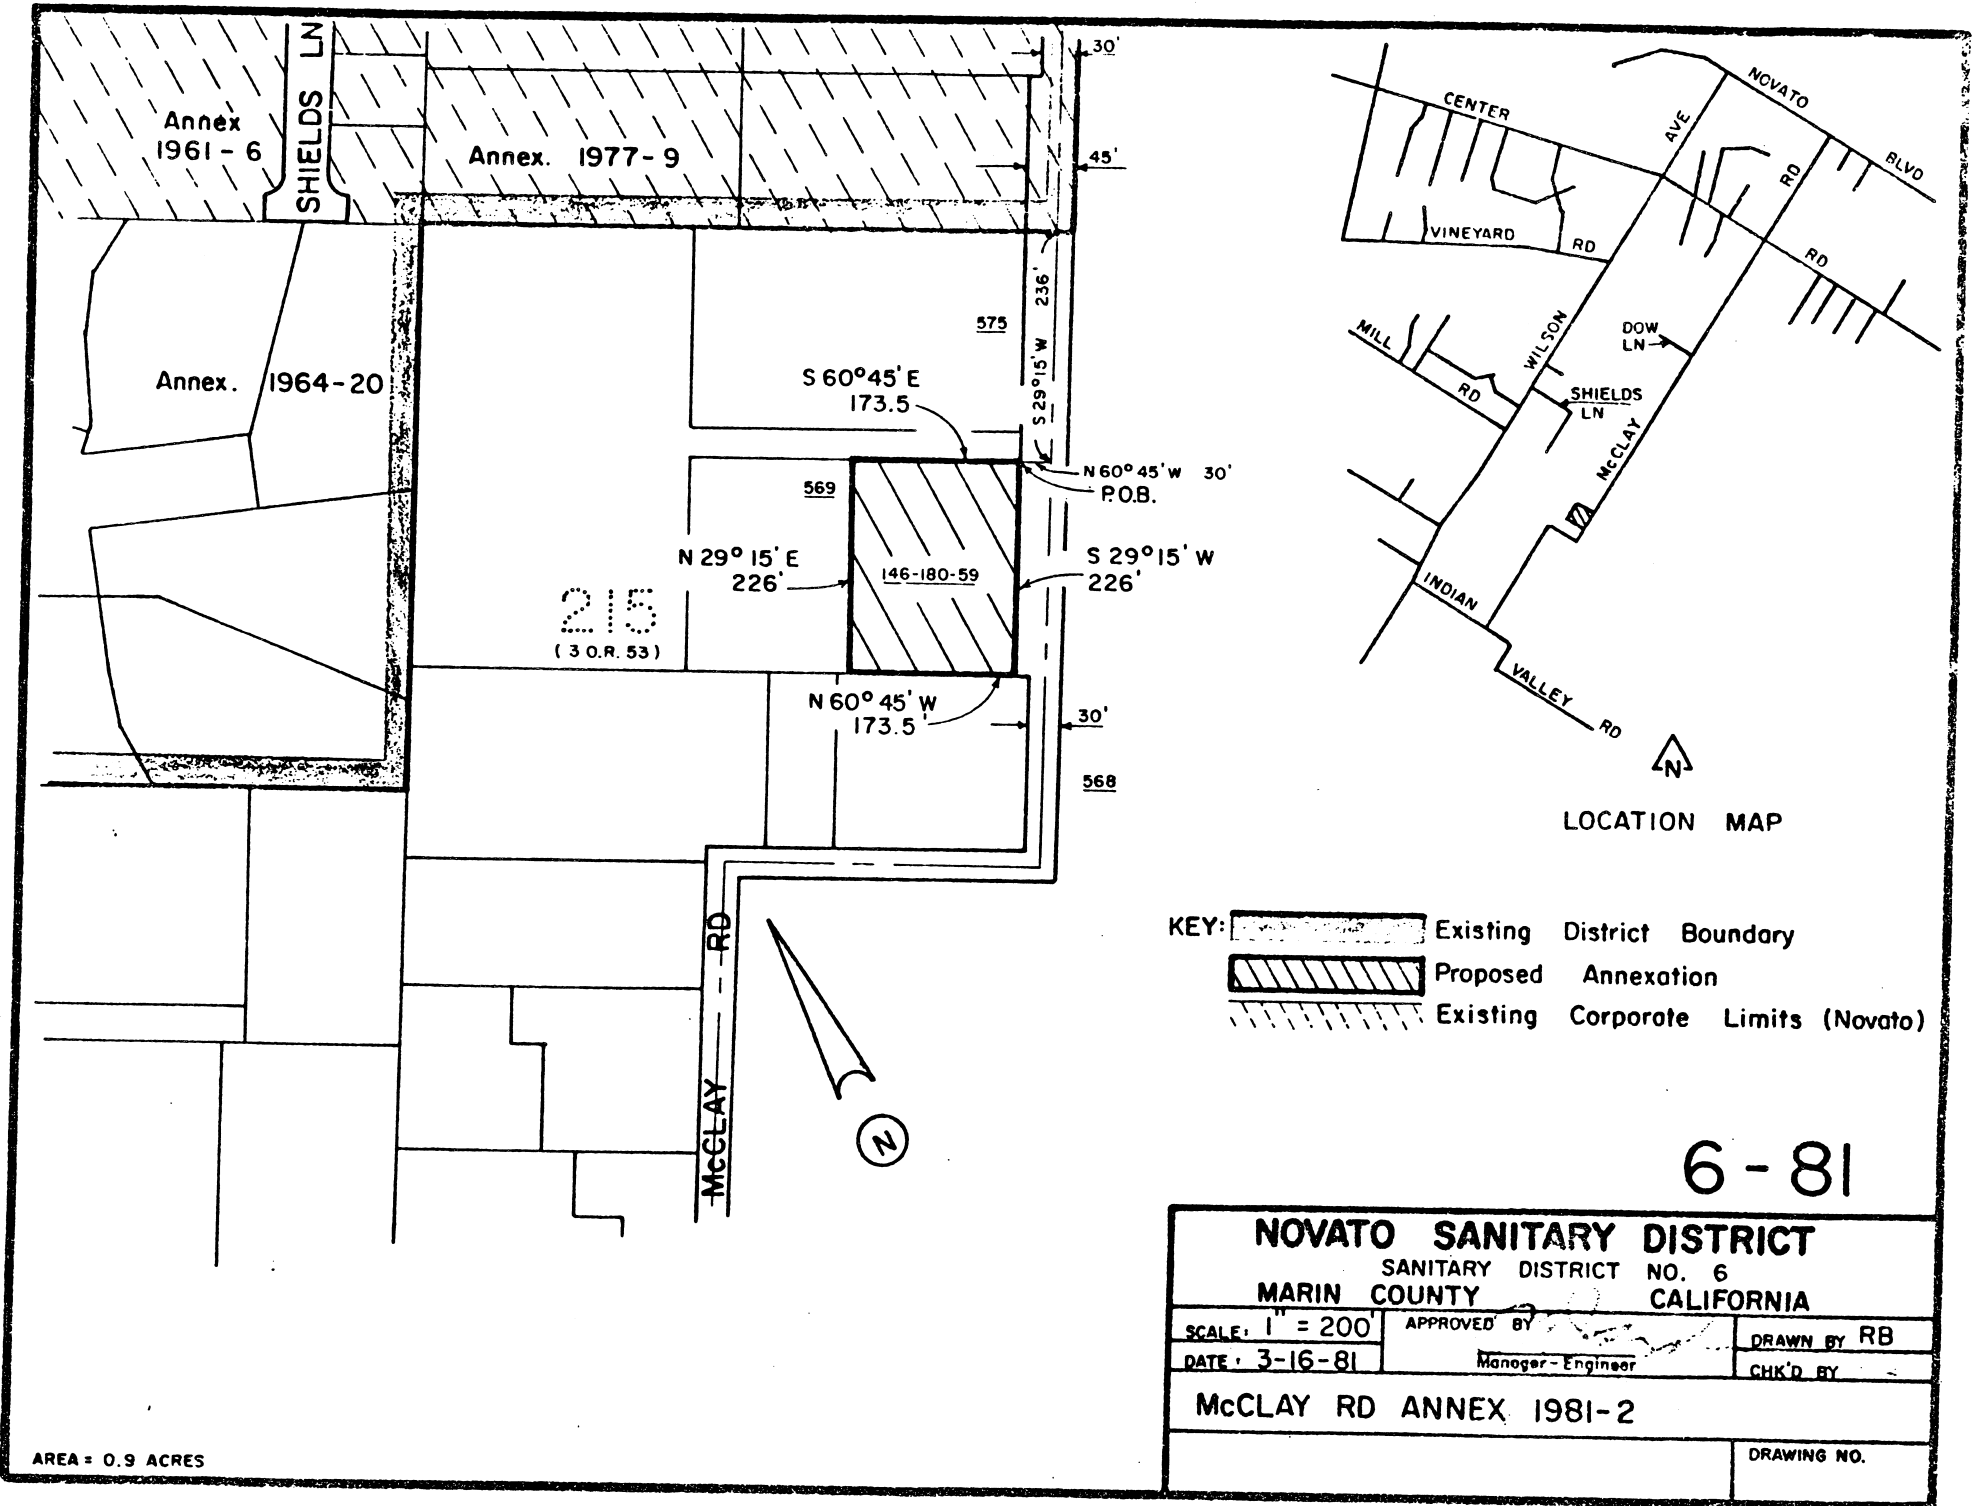 Annex
1961-6
SHIELDS LN
Annex. 1977-9
30'
45'
Annex. 1964-20
575
S 29°15' W 236'
S 60°45' E
173.5
N 60°45' W 30'
P.O.B.
569
N 29°15' E
226'
146-180-59
S 29°15' W
226'
215
(3 O.R. 53)
N 60°45' W
173.5'
30'
568
McCLAY RD
N
AREA = 0.9 ACRES
NOVATO BLVD
CENTER RD
WILSON AVE
McCLAY RD
VINEYARD RD
MILL RD
DOW
LN
SHIELDS
LN
INDIAN VALLEY RD
N
LOCATION MAP
KEY:
Existing District Boundary
Proposed Annexation
Existing Corporate Limits (Novato)
6-81
NOVATO SANITARY DISTRICT
SANITARY DISTRICT NO. 6
MARIN COUNTY CALIFORNIA
SCALE: 1" = 200'
APPROVED BY
DRAWN BY RB
DATE: 3-16-81
Manager-Engineer
CHK'D BY
McCLAY RD ANNEX 1981-2
DRAWING NO.